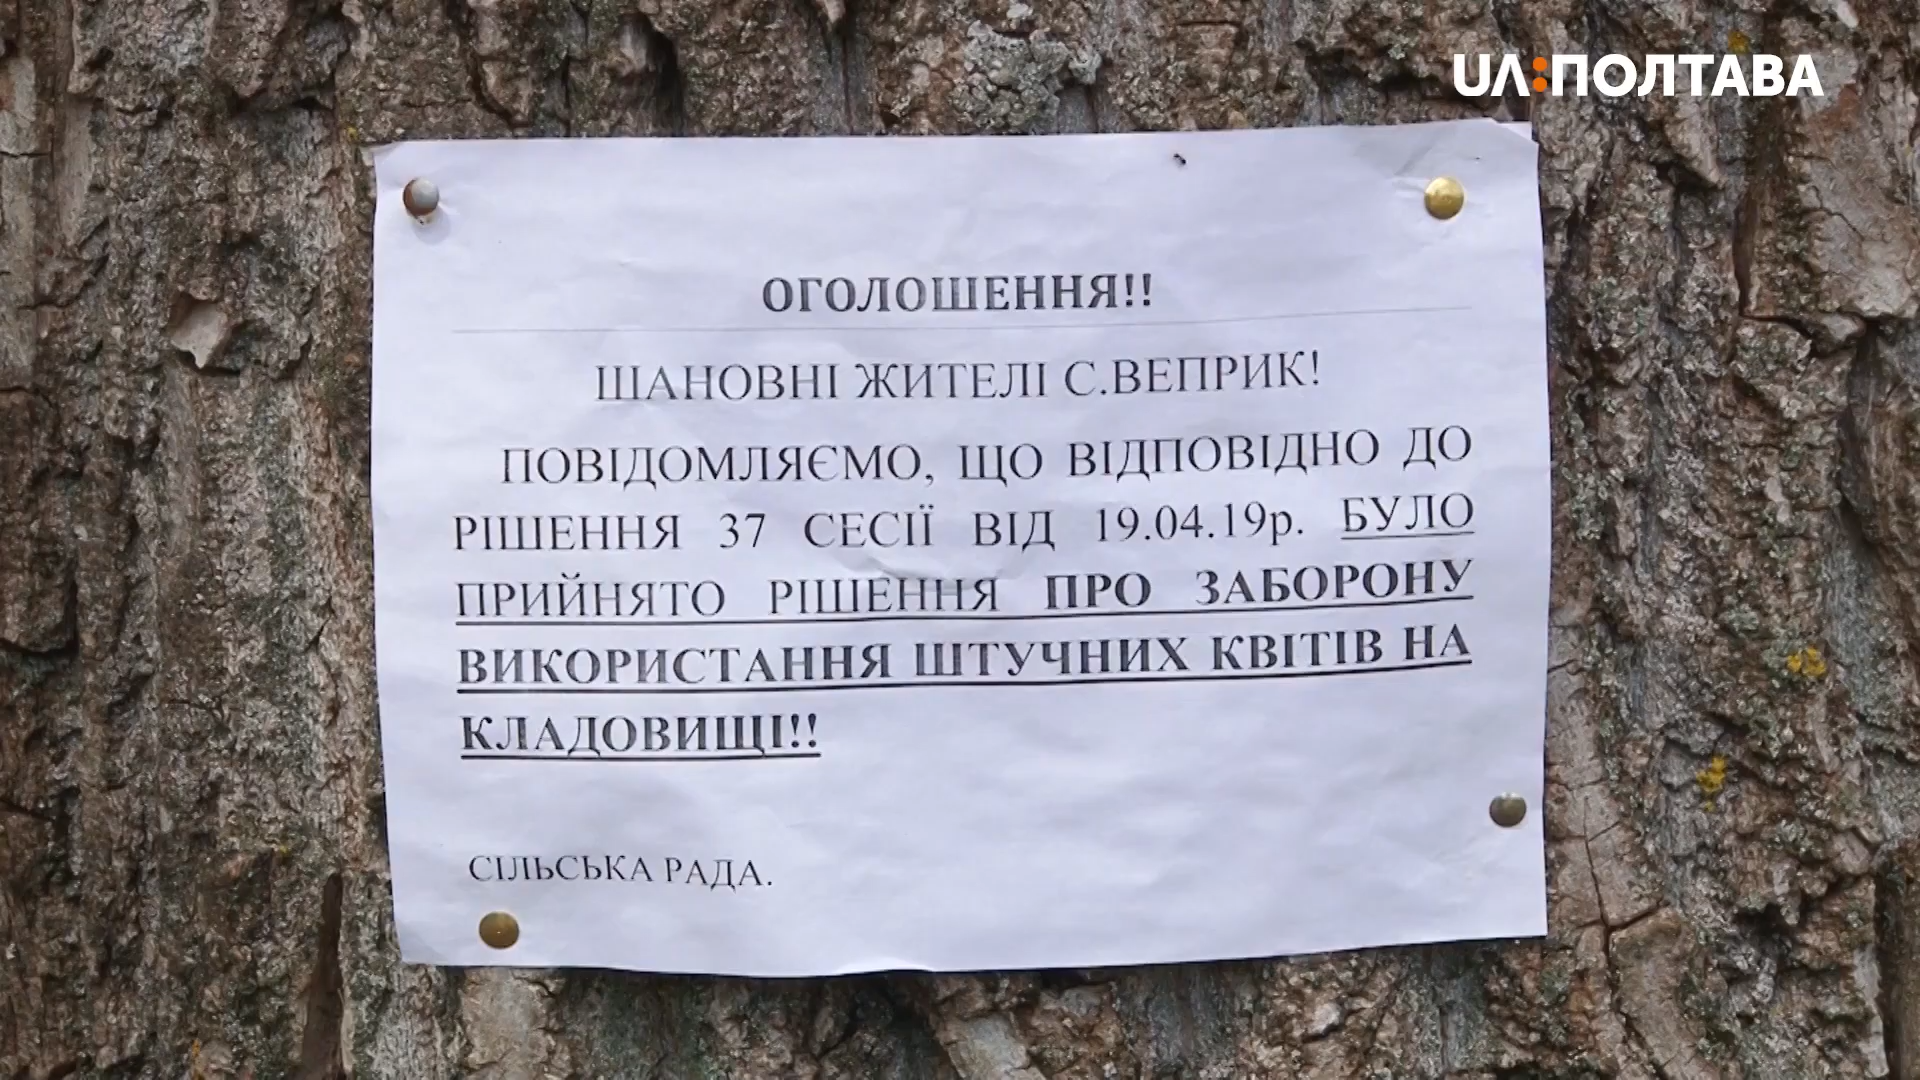 UA:ПОЛТАВА
ОГОЛОШЕННЯ!!
ШАНОВНІ ЖИТЕЛІ С.ВЕПРИК!
ПОВІДОМЛЯЄМО, ЩО ВІДПОВІДНО ДО
РІШЕННЯ 37 СЕСІЇ ВІД 19.04.19р. БУЛО
ПРИЙНЯТО РІШЕННЯ ПРО ЗАБОРОНУ
ВИКОРИСТАННЯ ШТУЧНИХ КВІТІВ НА
КЛАДОВИЩІ!!
СІЛЬСЬКА РАДА.